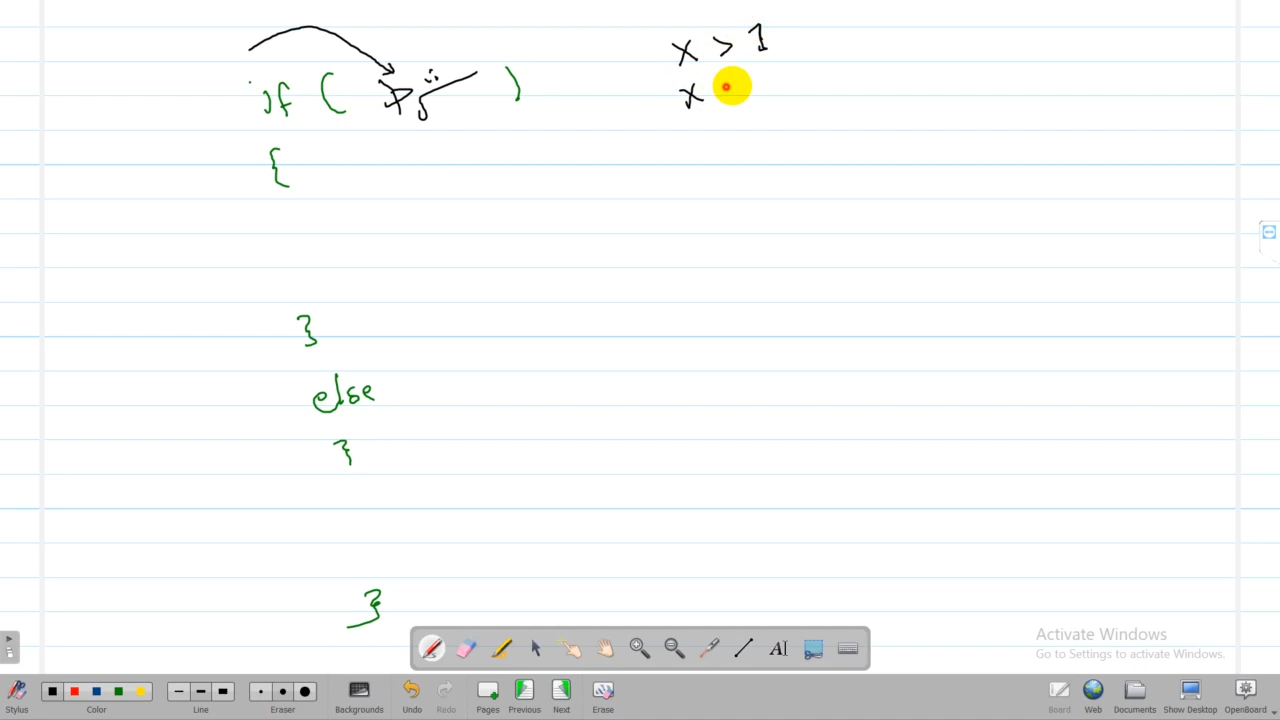 x > 1
if ( )
x
{
}
else
{
}
Activate Windows
Go to Settings to activate Windows.
Stylus Color Line Eraser Backgrounds Undo Redo Pages Previous Next Erase Board Web Documents Show Desktop OpenBoard